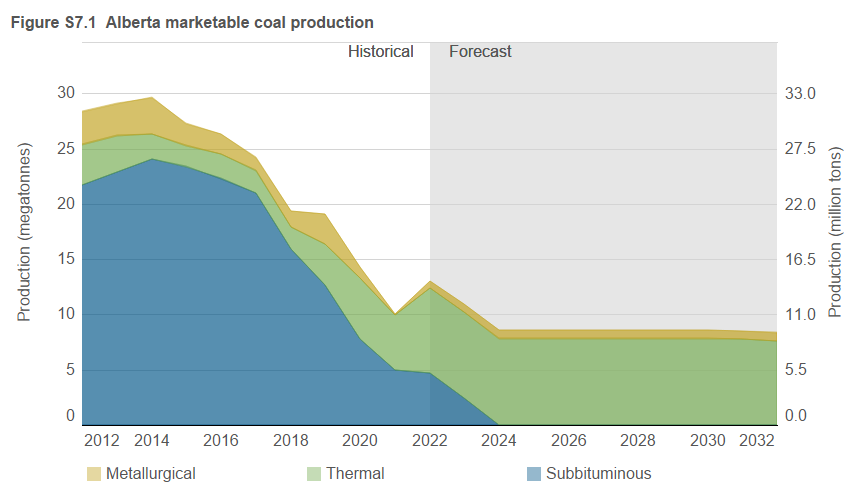 Figure S7.1 Alberta marketable coal production
Historical Forecast
30 33.0
25 27.5
20 22.0
15 16.5
10 11.0
5 5.5
0 0.0
Production (megatonnes)
Production (million tons)
2012 2014 2016 2018 2020 2022 2024 2026 2028 2030 2032
Metallurgical Thermal Subbituminous